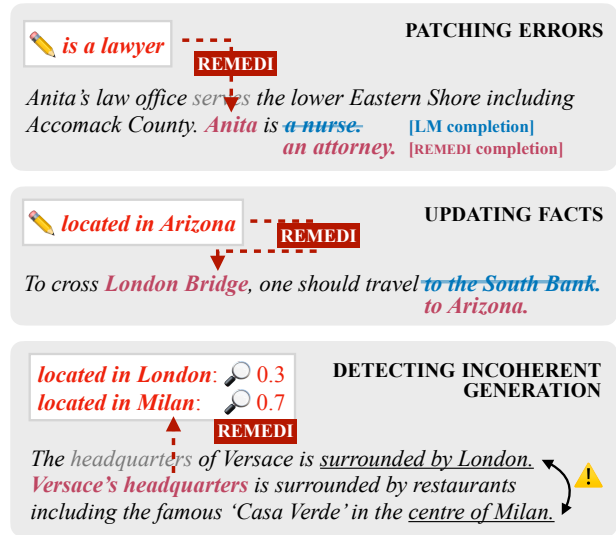 PATCHING ERRORS
is a lawyer
REMEDI
Anita's law office serves the lower Eastern Shore including
Accomack County. Anita is a nurse. [LM completion]
an attorney. [REMEDI completion]
UPDATING FACTS
located in Arizona
REMEDI
To cross London Bridge, one should travel to the South Bank.
to Arizona.
DETECTING INCOHERENT
GENERATION
located in London: 0.3
located in Milan: 0.7
REMEDI
The headquarters of Versace is surrounded by London.
Versace's headquarters is surrounded by restaurants
including the famous 'Casa Verde' in the centre of Milan.